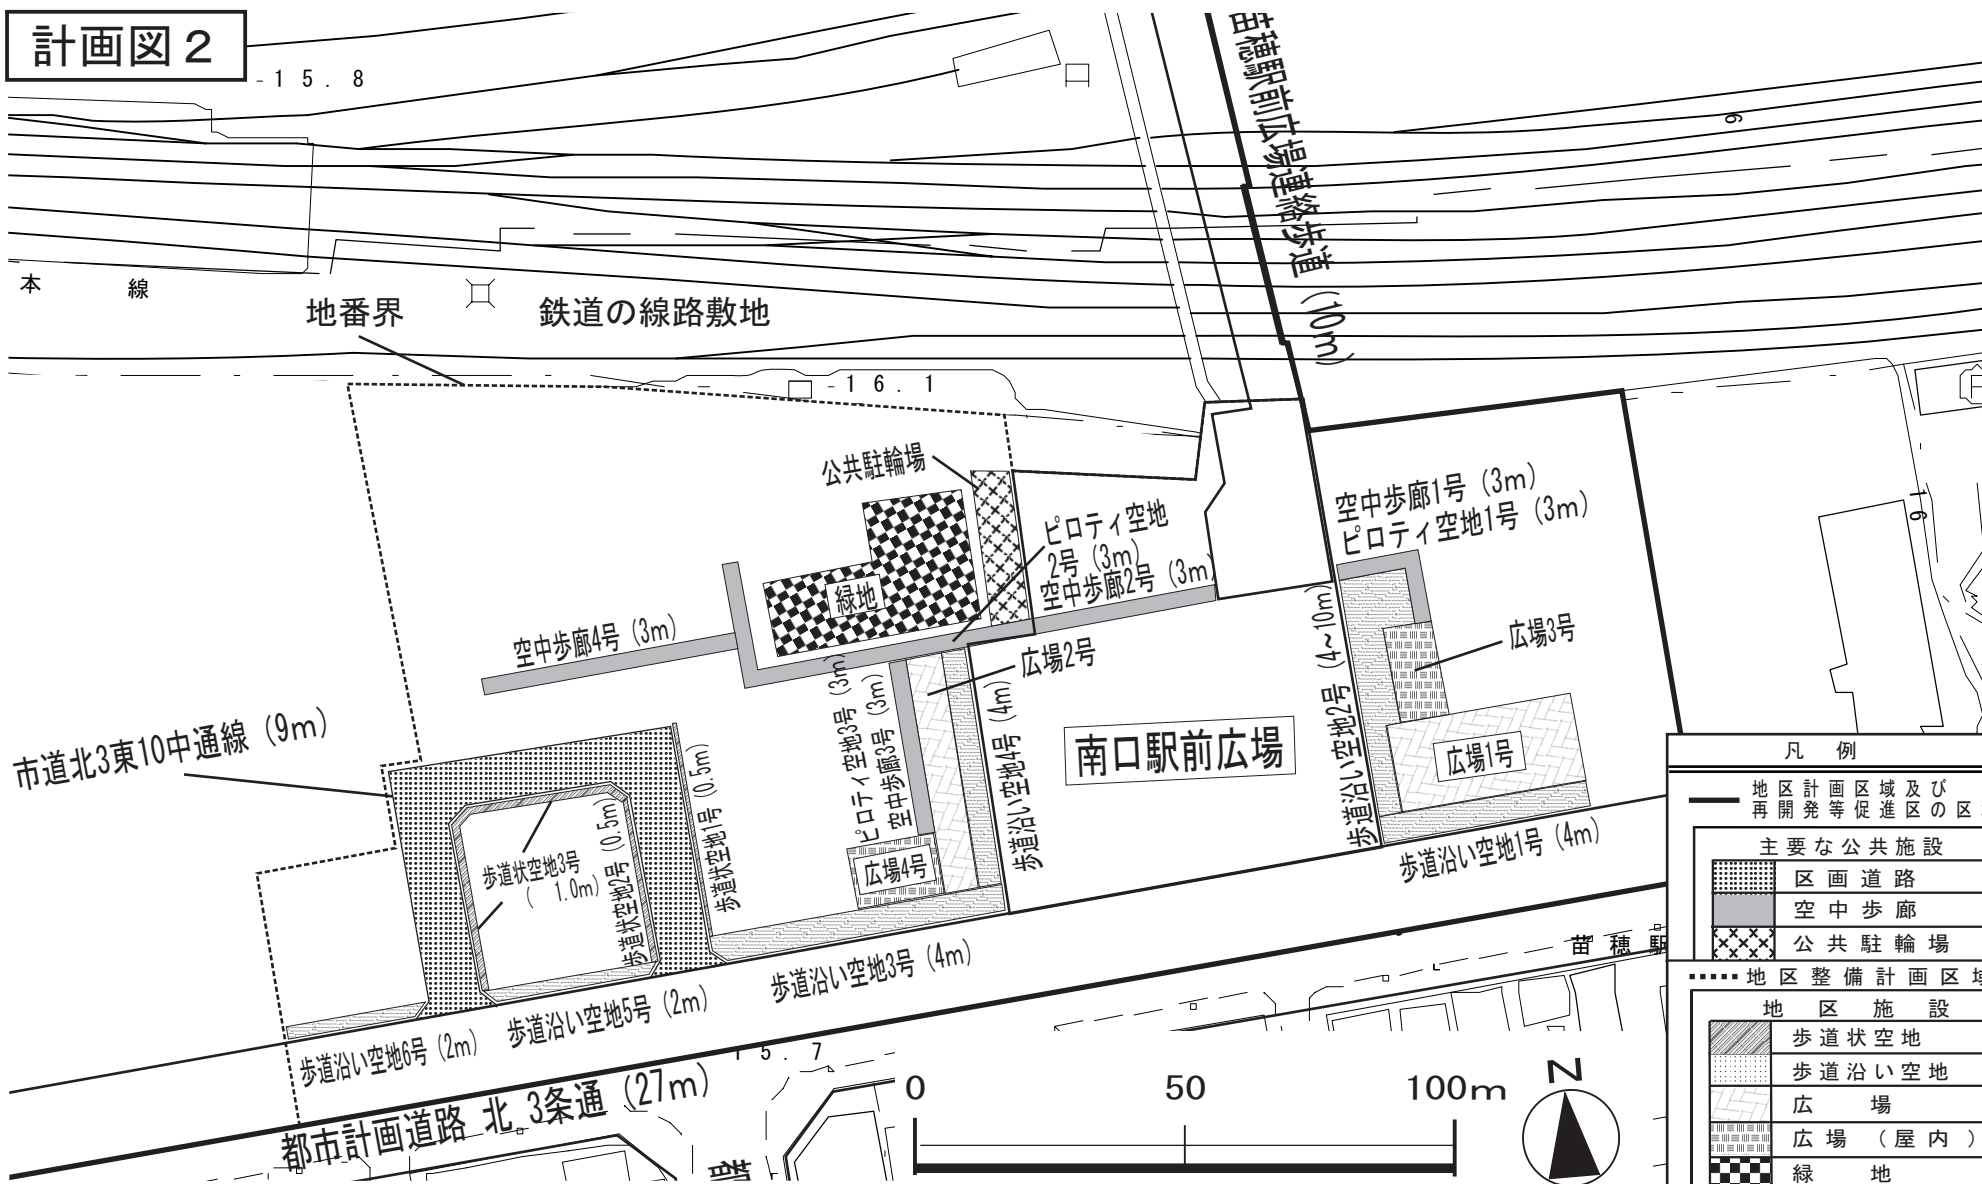 計画図２
-15.8
苗穂駅前広場連絡歩道（10m）
9
本　線
地番界
鉄道の線路敷地
-16.1
公共駐輪場
ピロティ空地
2号（3m）
空中歩廊2号（3m）
空中歩廊1号（3m）
ピロティ空地1号（3m）
19
緑地
空中歩廊4号（3m）
広場2号
広場3号
市道北3東10中通線（9m）
ピロティ空地3号（3m）
空中歩廊3号（3m）
歩道沿い空地4号（4m）
南口駅前広場
歩道沿い空地2号（4～10m）
広場1号
歩道状空地1号（0.5m）
歩道状空地2号（0.5m）
歩道状空地3号
（　1.0m）
広場4号
歩道沿い空地1号（4m）
歩道沿い空地3号（4m）
歩道沿い空地5号（2m）
歩道沿い空地6号（2m）
苗穂駅
15.7
都市計画道路 北3条通（27m）
0
50
100m
N
凡例
地区計画区域及び
再開発等促進区の区
主要な公共施設
区画道路
空中歩廊
公共駐輪場
地区整備計画区域
地区施設
歩道状空地
歩道沿い空地
広場
広場（屋内）
緑地